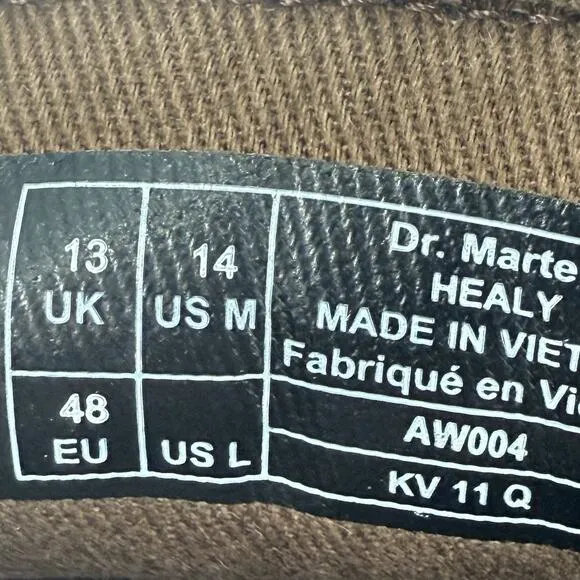 13
UK
14
US M
48
EU
US L
Dr. Marte
HEALY
MADE IN VIET
Fabriqué en Vi
AW004
KV 11 Q